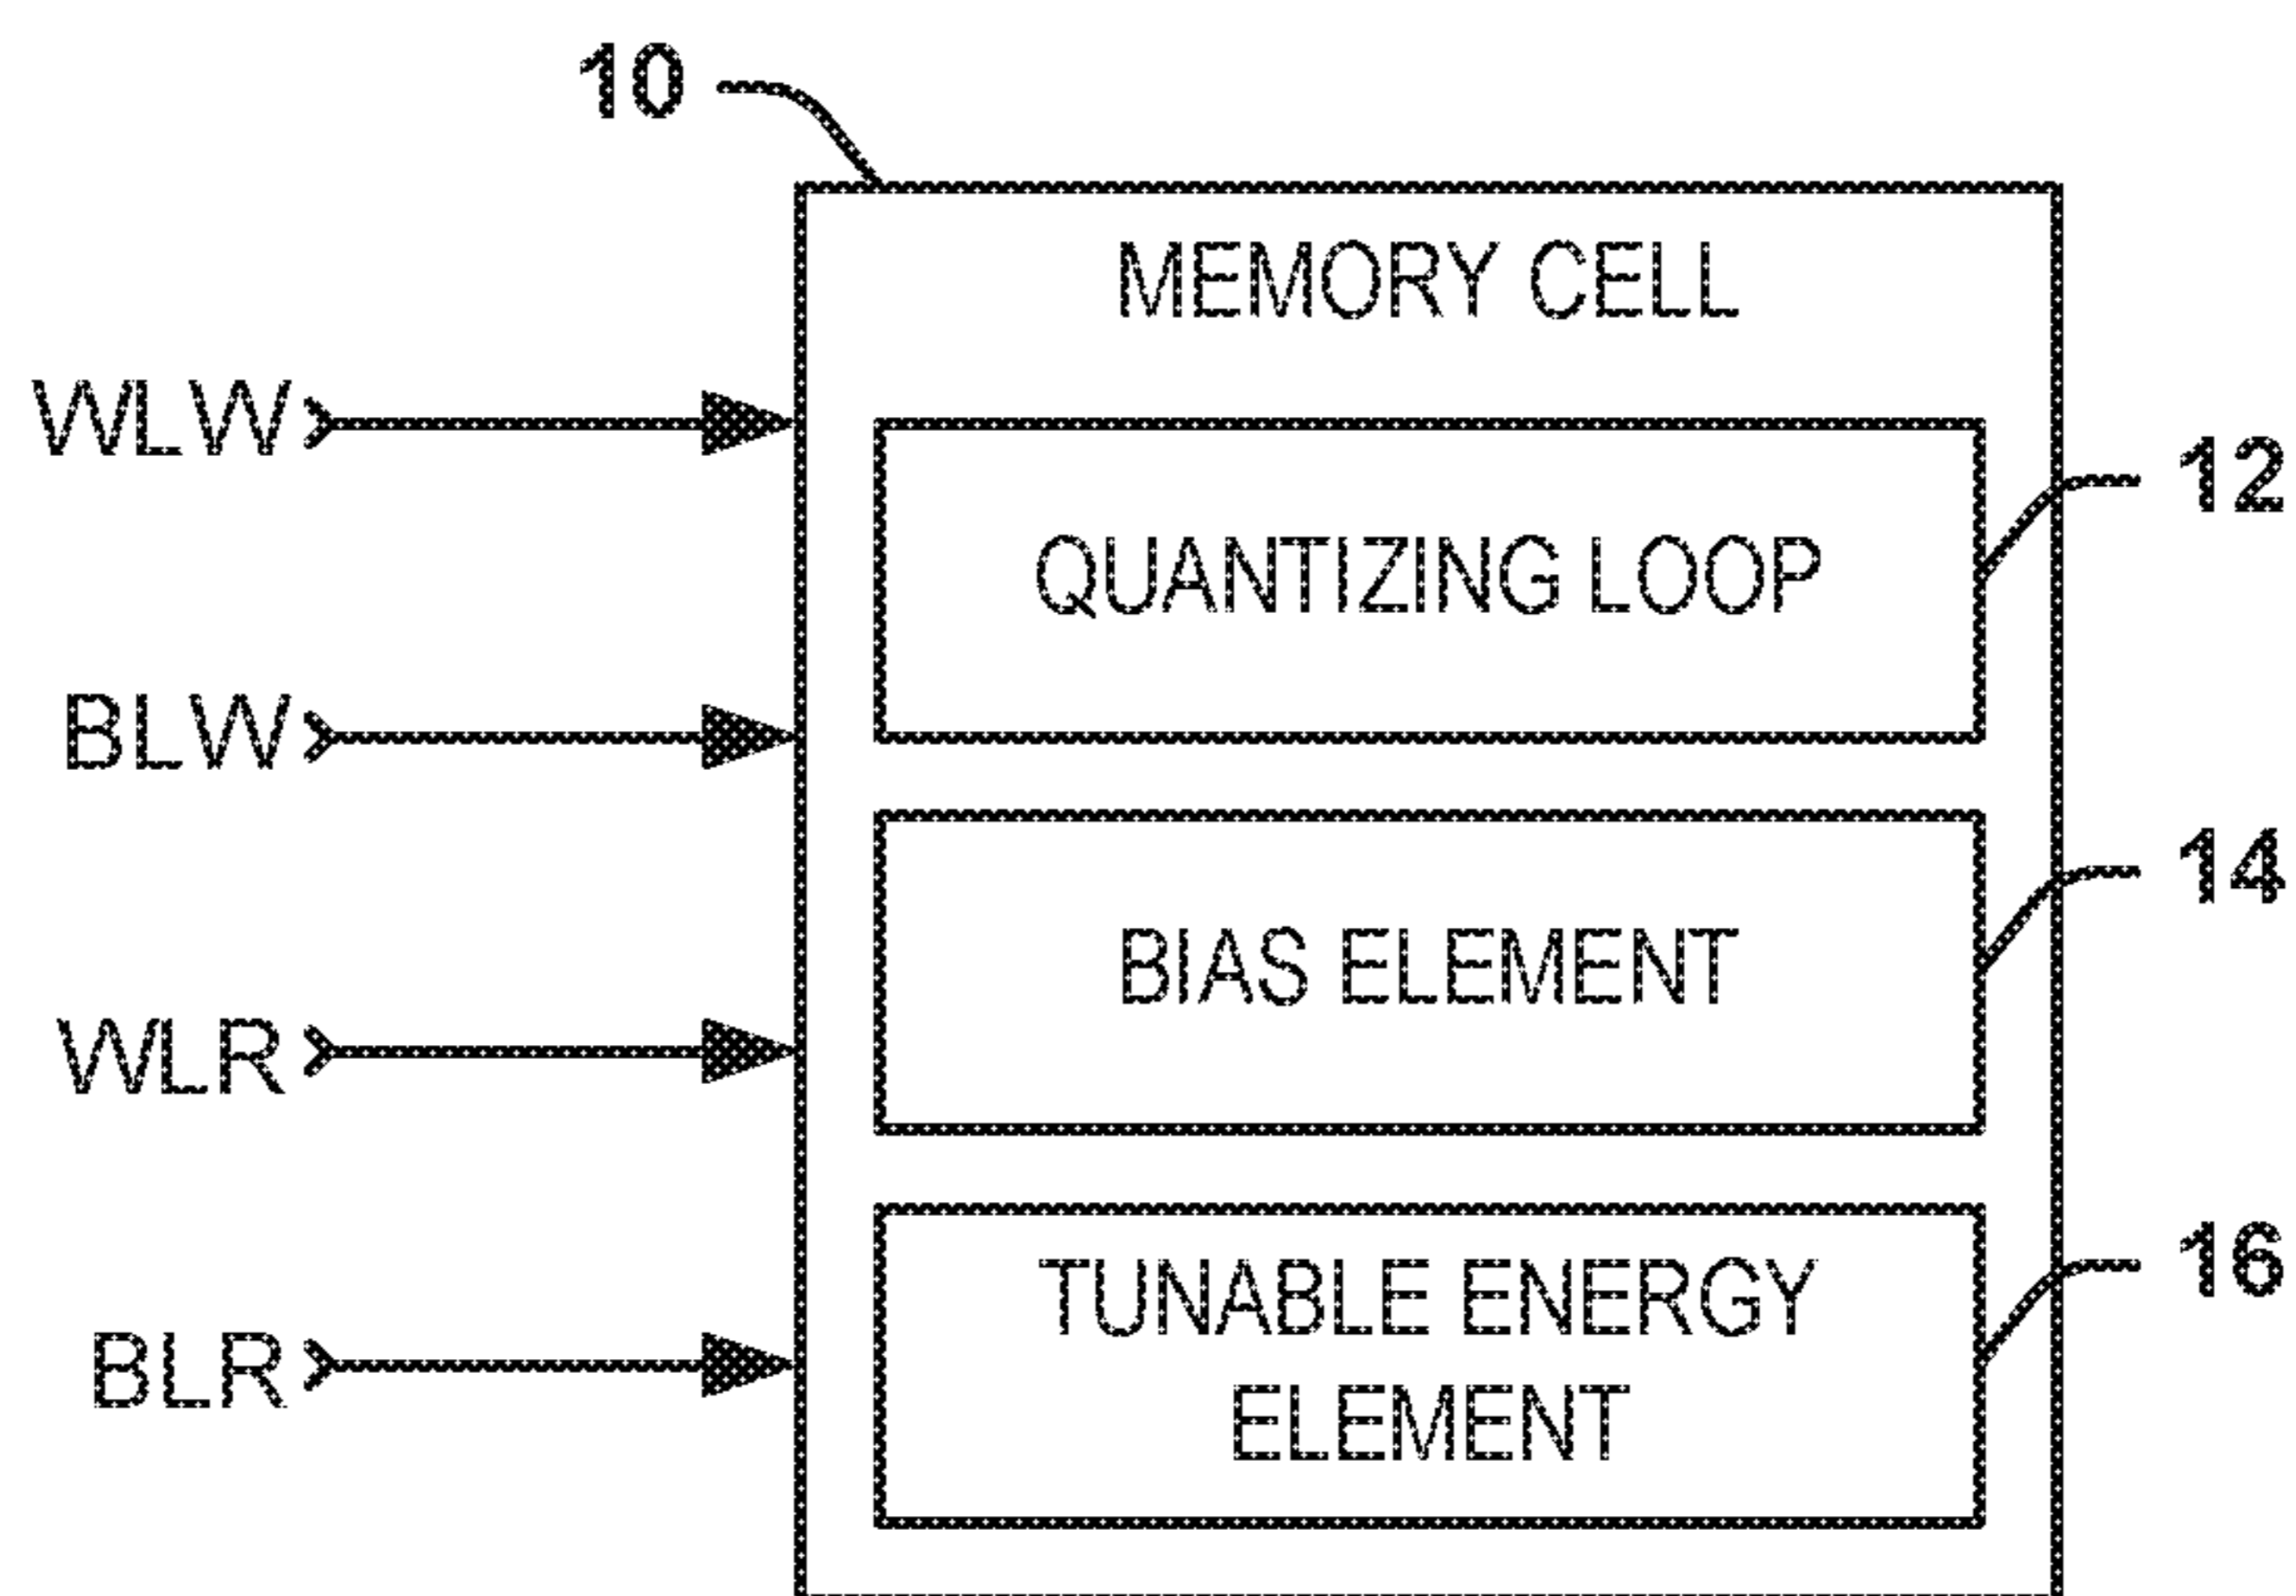 10
MEMORY CELL
WLW
12
QUANTIZING LOOP
BLW
14
BIAS ELEMENT
WLR
16
TUNABLE ENERGY
ELEMENT
BLR